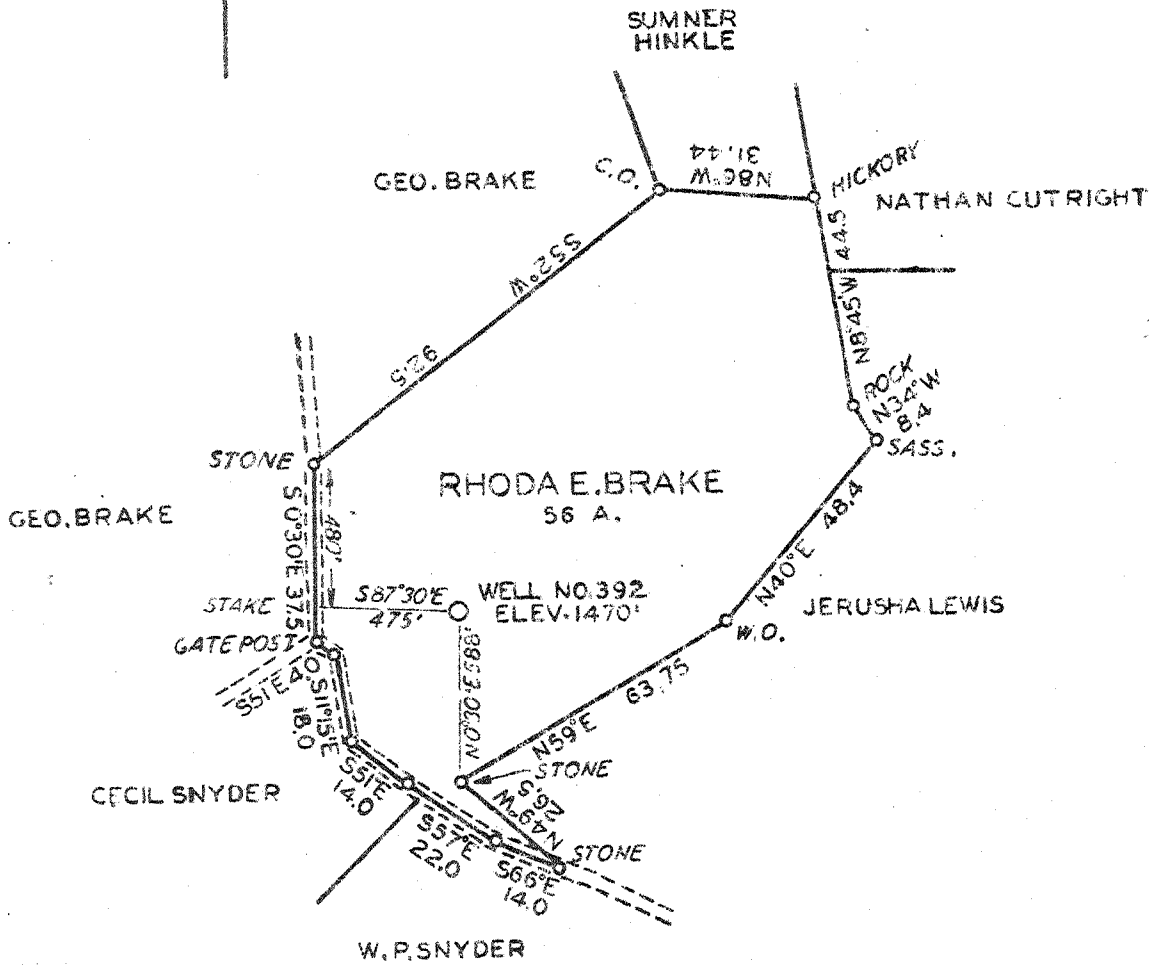 SUMNER
HINKLE
GEO. BRAKE
C.O.
N86°W
31.44
HICKORY
NATHAN CUTRIGHT
N8°45'W 44.5
S52°W
92.5
ROCK
N34°W
8.4
SASS.
STONE
RHODA E. BRAKE
56 A.
GEO. BRAKE
S0°30'E 37.5
480'
N40°E 48.4
STAKE
S87°30'E
475'
WELL NO. 392
ELEV. 1470'
JERUSHA LEWIS
W.O.
GATE POST
S51°E 4.0
S11°15'E
18.0
N59°E 63.75
STONE
N49°W
26.5
CECIL SNYDER
S51°E
14.0
S57°E
22.0
S66°E
14.0
STONE
W. P. SNYDER